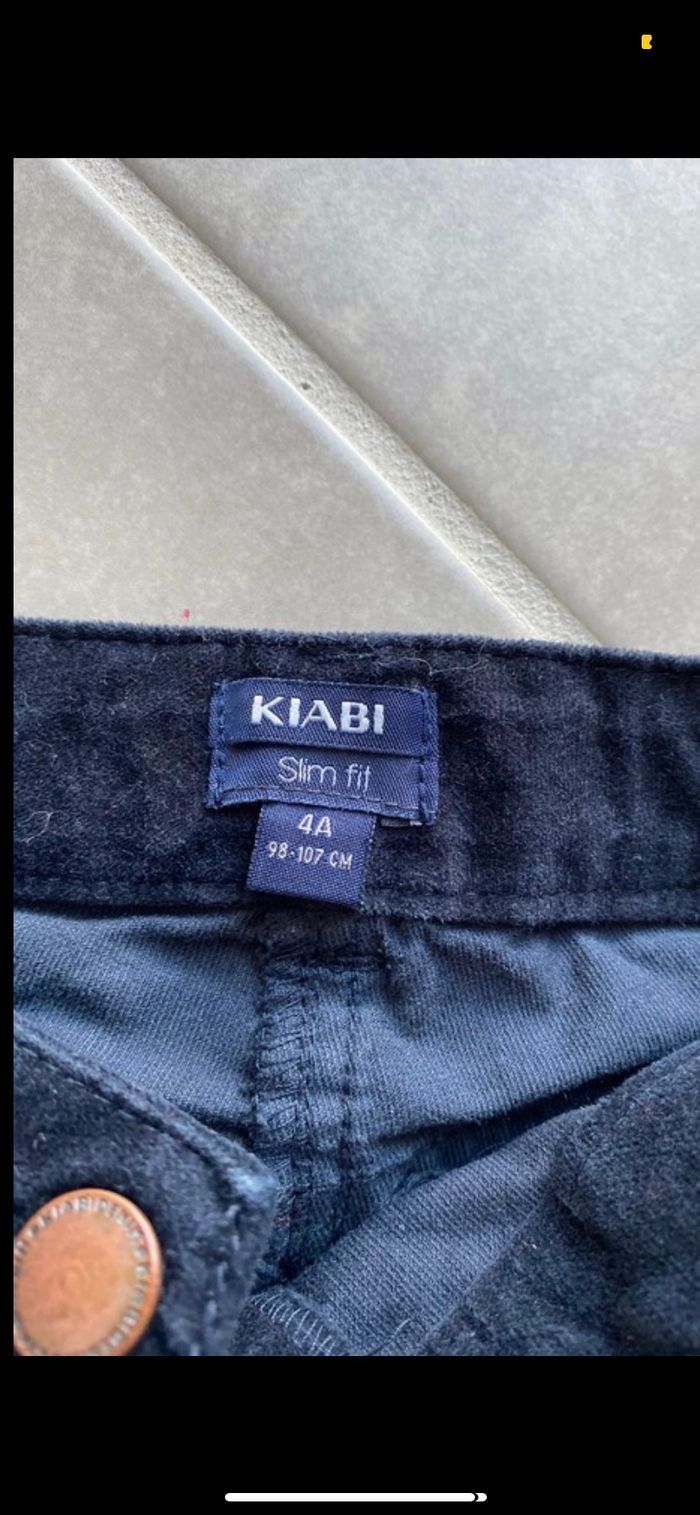 KIABI
Slim fit
4A
98-107 CM